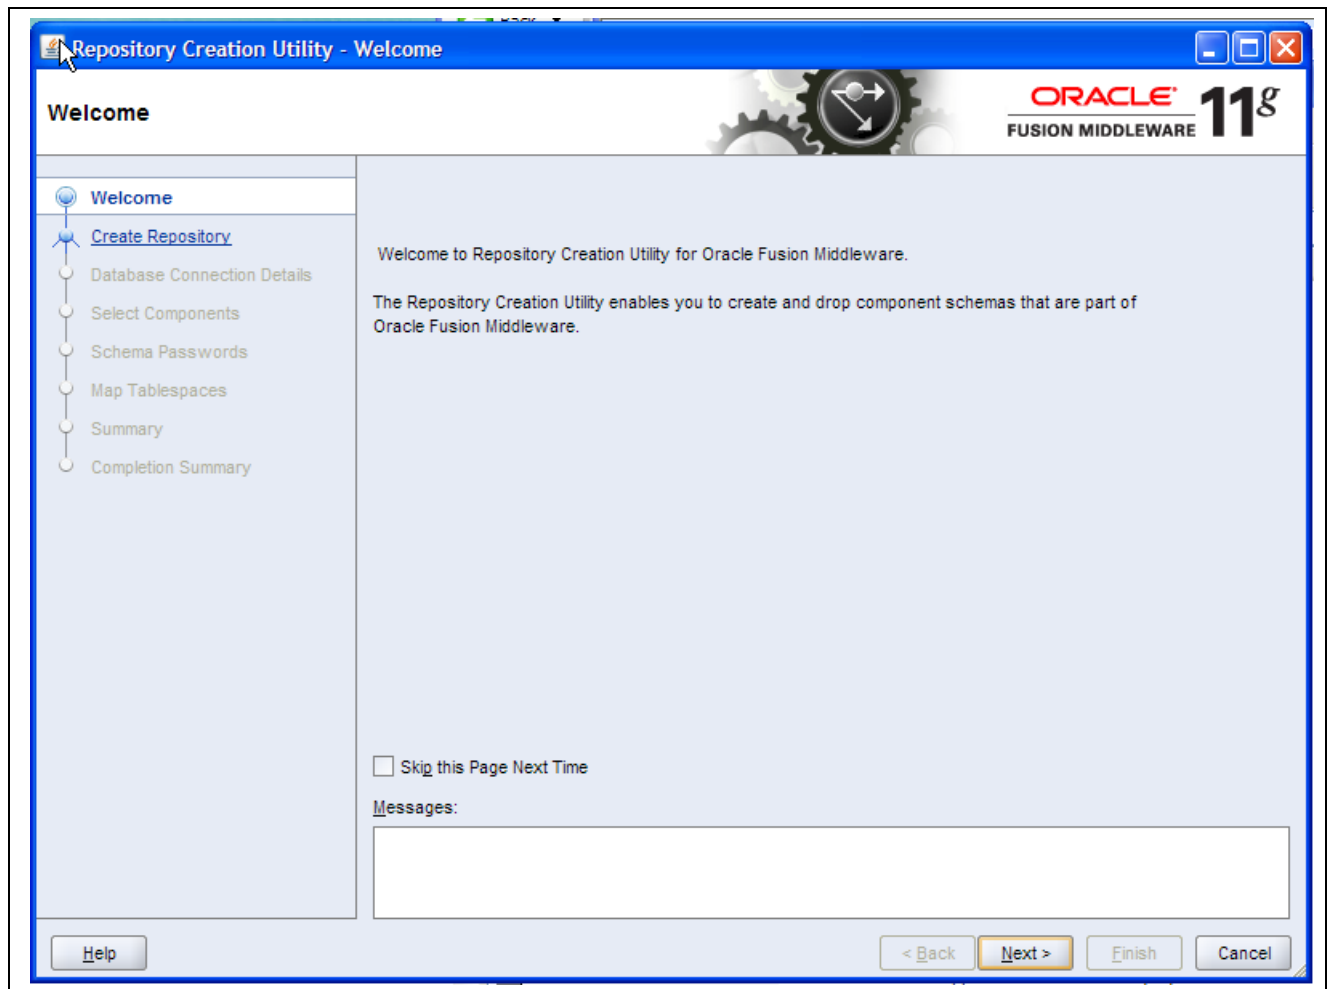 Back
Repository Creation Utility - Welcome
Welcome
ORACLE
FUSION MIDDLEWARE
11g
Welcome
Create Repository
Database Connection Details
Select Components
Schema Passwords
Map Tablespaces
Summary
Completion Summary
Welcome to Repository Creation Utility for Oracle Fusion Middleware.
The Repository Creation Utility enables you to create and drop component schemas that are part of
Oracle Fusion Middleware.
Skip this Page Next Time
Messages:
Help
< Back
Next >
Finish
Cancel